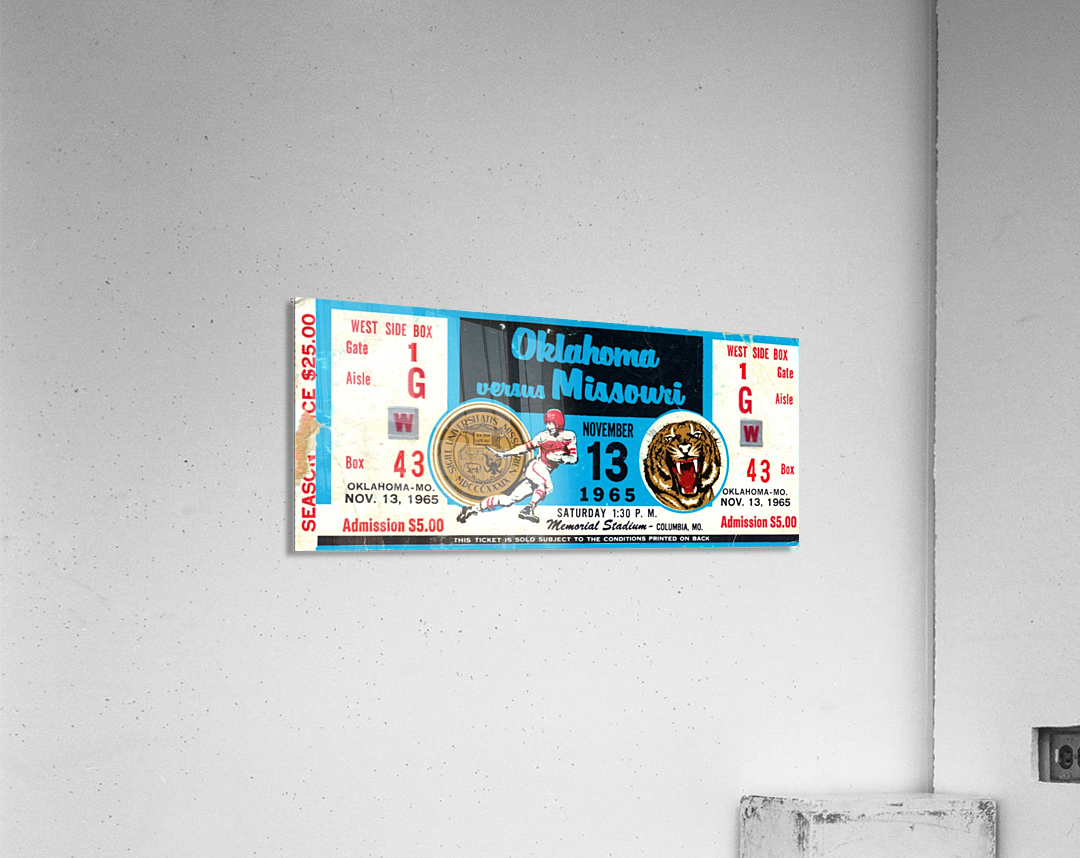 SEASON
CE $25.00
WEST SIDE BOX
Gate 1
Aisle G
W
Box 43
OKLAHOMA-MO.
NOV. 13, 1965
Admission $5.00
Oklahoma
versus Missouri
NOVEMBER
13
1965
SATURDAY 1:30 P. M.
Memorial Stadium - COLUMBIA, MO.
THIS TICKET IS SOLD SUBJECT TO THE CONDITIONS PRINTED ON BACK
WEST SIDE BOX
1 Gate
G Aisle
W
43 Box
OKLAHOMA-MO.
NOV. 13, 1965
Admission $5.00